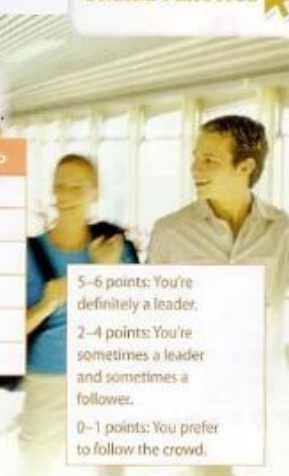 5–6 points: You're
definitely a leader.
2–4 points: You're
sometimes a leader
and sometimes a
follower.
0–1 points: You prefer
to follow the crowd.